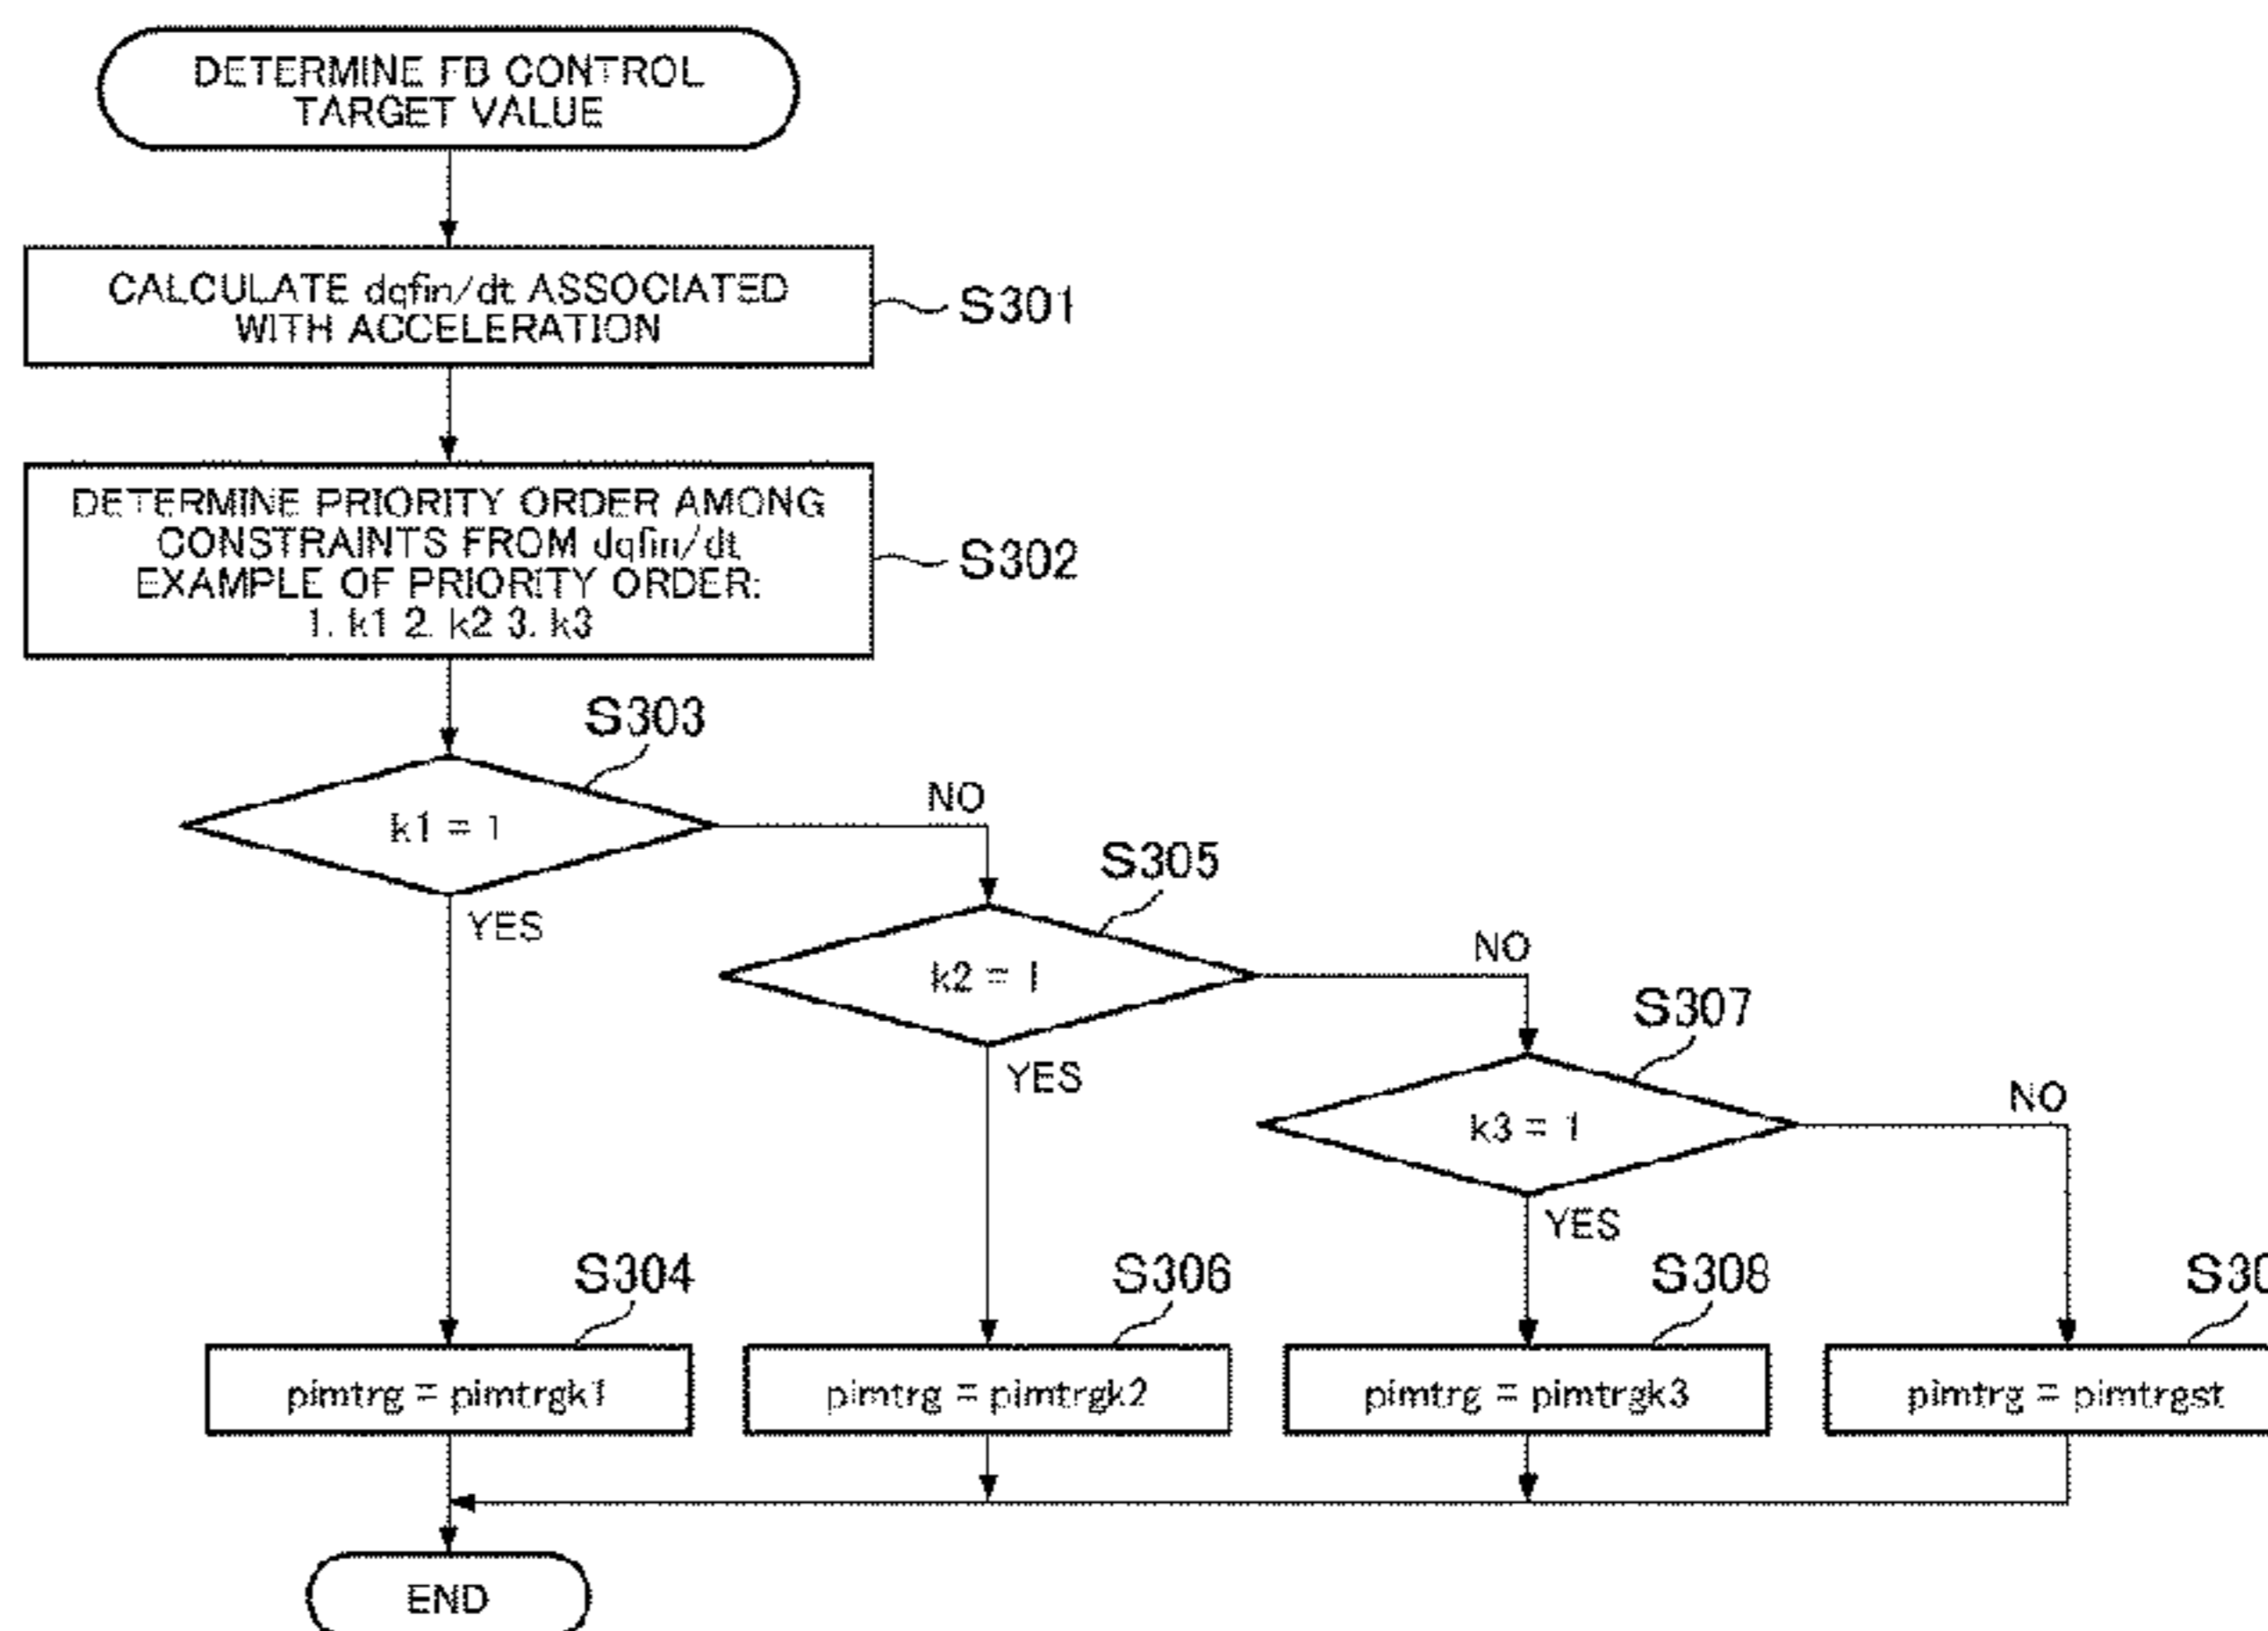 DETERMINE FB CONTROL
TARGET VALUE
CALCULATE dqfin/dt ASSOCIATED
WITH ACCELERATION
S301
DETERMINE PRIORITY ORDER AMONG
CONSTRAINTS FROM dqfin/dt
EXAMPLE OF PRIORITY ORDER:
1. k1 2. k2 3. k3
S302
S303
k1 = 1
NO
YES
S305
k2 = 1
NO
YES
S307
k3 = 1
NO
YES
S304
S306
S308
pimtrg = pimtrgk1
pimtrg = pimtrgk2
pimtrg = pimtrgk3
pimtrg = pimtrgst
END